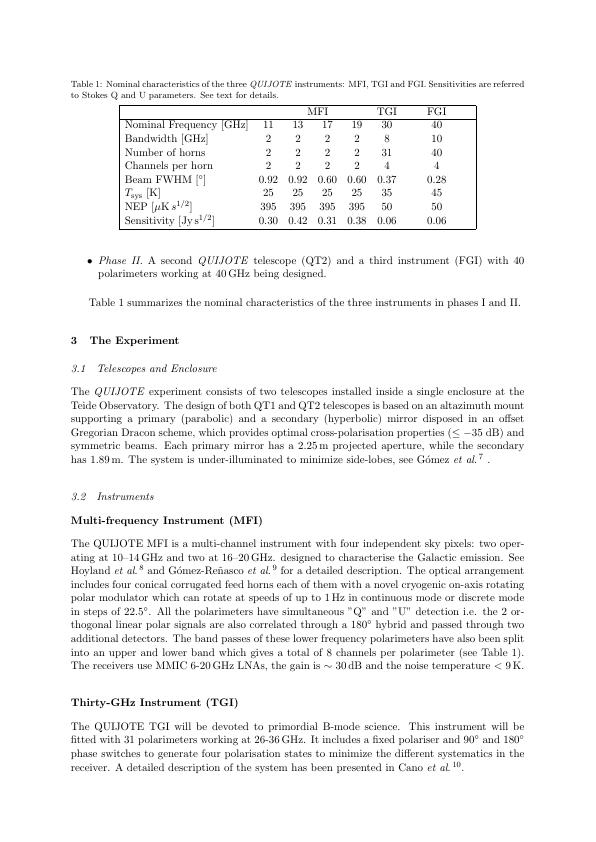 Table 1: Nominal characteristics of the three QUIJOTE instruments: MFI, TGI and FGI. Sensitivities are referred
to Stokes Q and U parameters. See text for details.
MFI TGI FGI
Nominal Frequency [GHz] 11 13 17 19 30 40
Bandwidth [GHz] 2 2 2 2 8 10
Number of horns 2 2 2 2 31 40
Channels per horn 2 2 2 2 4 4
Beam FWHM [°] 0.92 0.92 0.60 0.60 0.37 0.28
Tsys [K] 25 25 25 25 35 45
NEP [μK s^1/2] 395 395 395 395 50 50
Sensitivity [Jy s^1/2] 0.30 0.42 0.31 0.38 0.06 0.06
• Phase II. A second QUIJOTE telescope (QT2) and a third instrument (FGI) with 40
polarimeters working at 40 GHz being designed.
Table 1 summarizes the nominal characteristics of the three instruments in phases I and II.
3 The Experiment
3.1 Telescopes and Enclosure
The QUIJOTE experiment consists of two telescopes installed inside a single enclosure at the
Teide Observatory. The design of both QT1 and QT2 telescopes is based on an altazimuth mount
supporting a primary (parabolic) and a secondary (hyperbolic) mirror disposed in an offset
Gregorian Dracon scheme, which provides optimal cross-polarisation properties (≤ −35 dB) and
symmetric beams. Each primary mirror has a 2.25 m projected aperture, while the secondary
has 1.89 m. The system is under-illuminated to minimize side-lobes, see Gómez et al.7 .
3.2 Instruments
Multi-frequency Instrument (MFI)
The QUIJOTE MFI is a multi-channel instrument with four independent sky pixels: two oper-
ating at 10–14 GHz and two at 16–20 GHz. designed to characterise the Galactic emission. See
Hoyland et al.8 and Gómez-Reñasco et al.9 for a detailed description. The optical arrangement
includes four conical corrugated feed horns each of them with a novel cryogenic on-axis rotating
polar modulator which can rotate at speeds of up to 1 Hz in continuous mode or discrete mode
in steps of 22.5°. All the polarimeters have simultaneous "Q" and "U" detection i.e. the 2 or-
thogonal linear polar signals are also correlated through a 180° hybrid and passed through two
additional detectors. The band passes of these lower frequency polarimeters have also been split
into an upper and lower band which gives a total of 8 channels per polarimeter (see Table 1).
The receivers use MMIC 6-20 GHz LNAs, the gain is ∼ 30 dB and the noise temperature < 9 K.
Thirty-GHz Instrument (TGI)
The QUIJOTE TGI will be devoted to primordial B-mode science. This instrument will be
fitted with 31 polarimeters working at 26-36 GHz. It includes a fixed polariser and 90° and 180°
phase switches to generate four polarisation states to minimize the different systematics in the
receiver. A detailed description of the system has been presented in Cano et al.10.